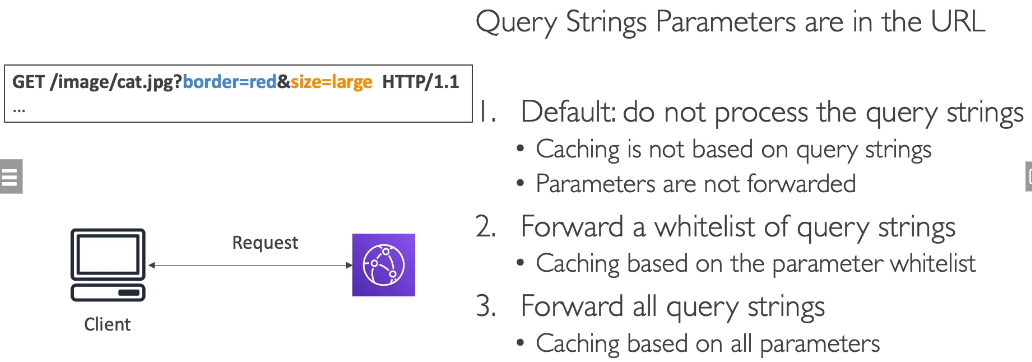 Query Strings Parameters are in the URL
GET /image/cat.jpg?border=red&size=large HTTP/1.1
...
1. Default: do not process the query strings
• Caching is not based on query strings
• Parameters are not forwarded
2. Forward a whitelist of query strings
• Caching based on the parameter whitelist
3. Forward all query strings
• Caching based on all parameters
Request
Client